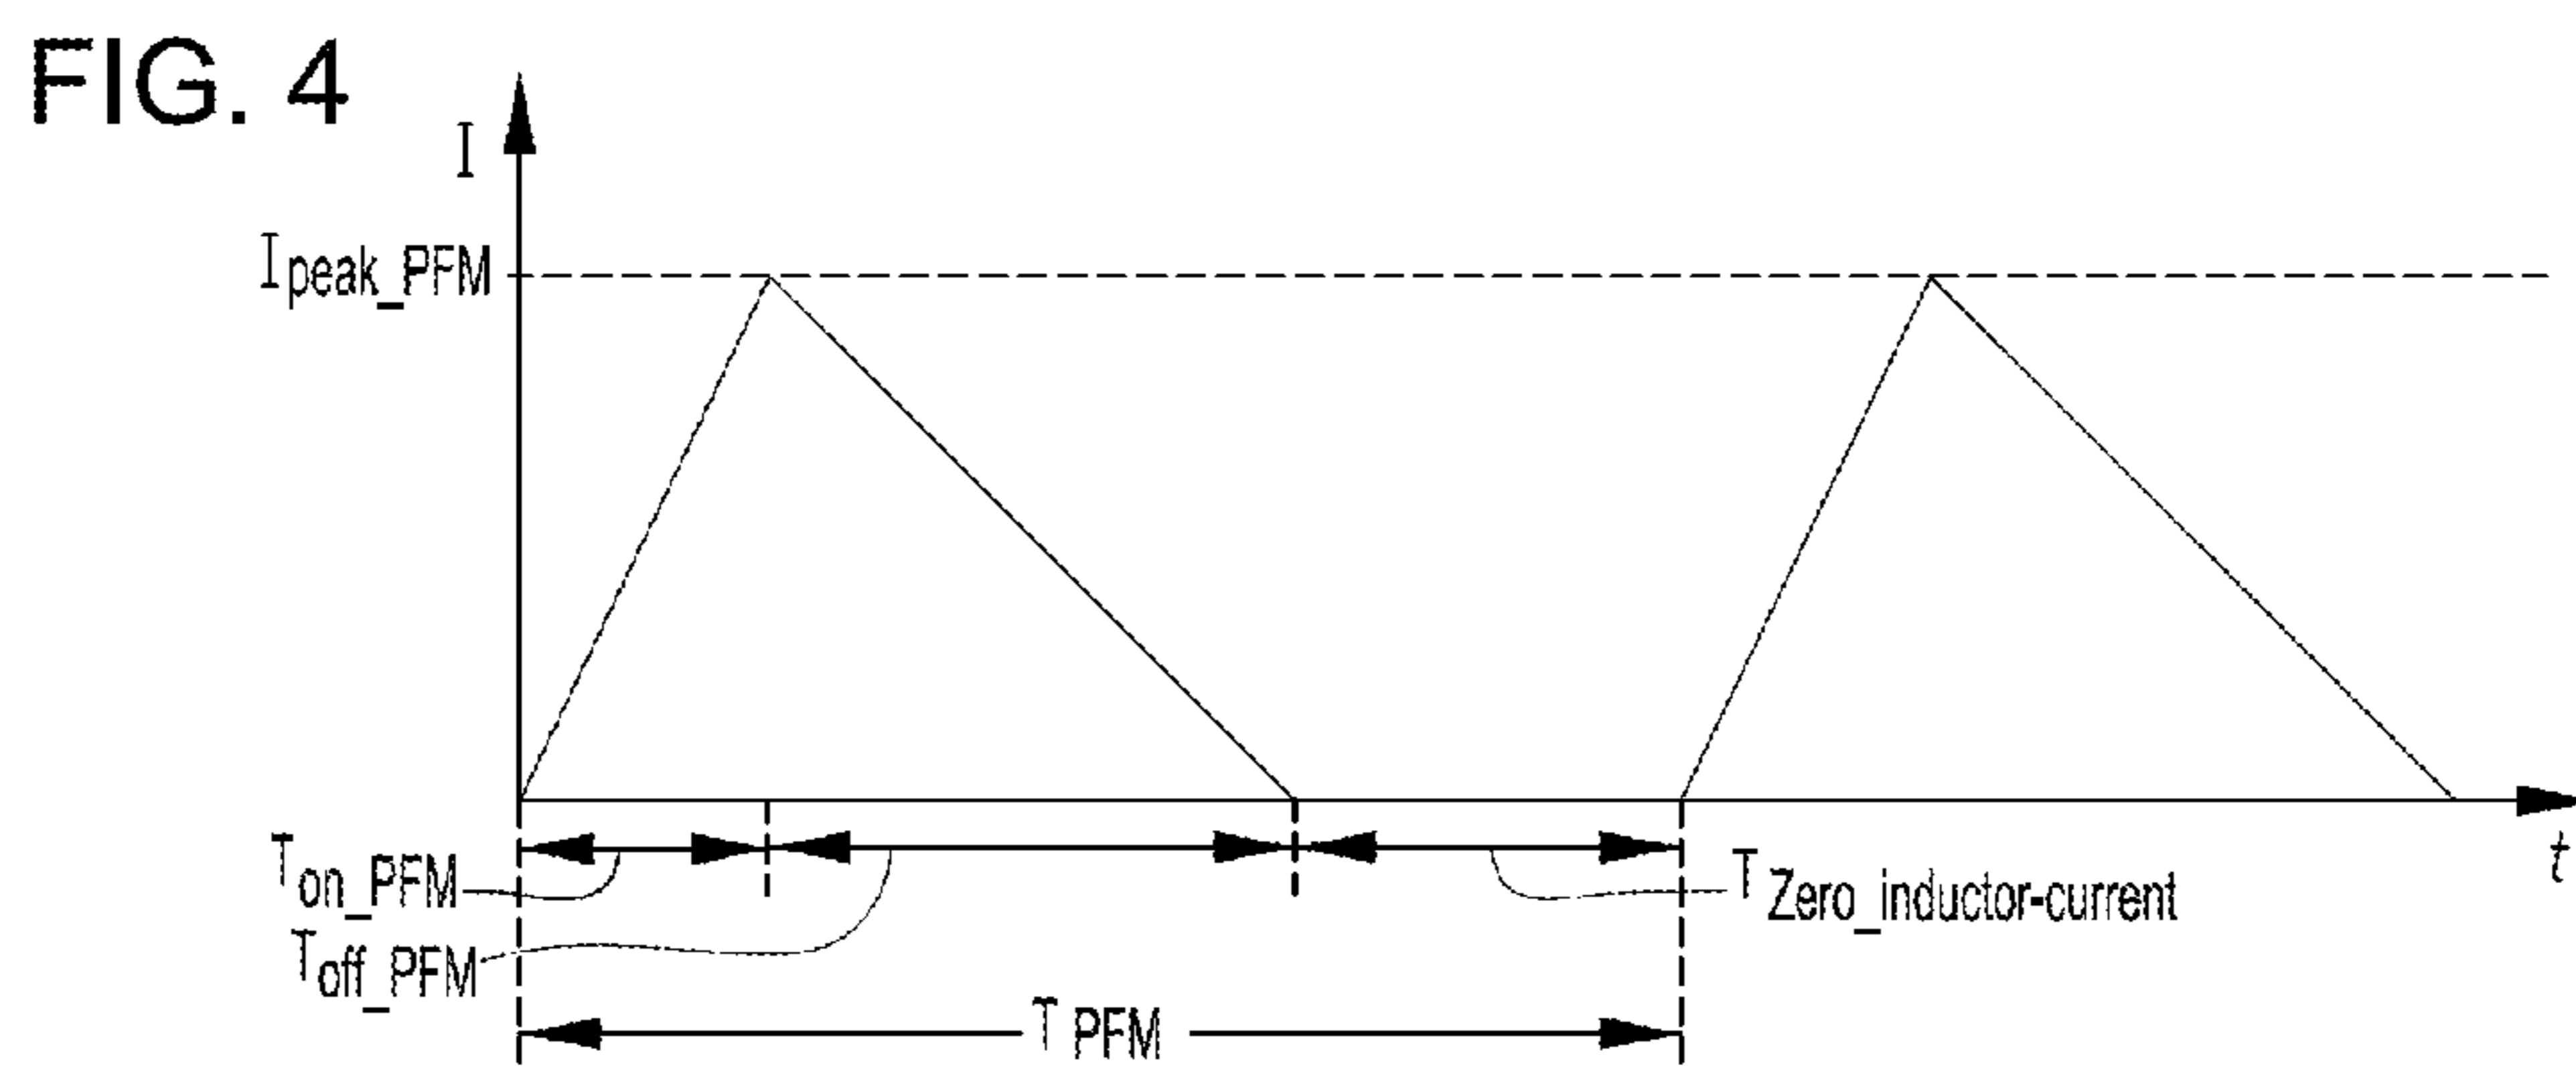 FIG. 4
I
Ipeak_PFM
Ton_PFM
TZero_inductor-current
t
Toff_PFM
T PFM